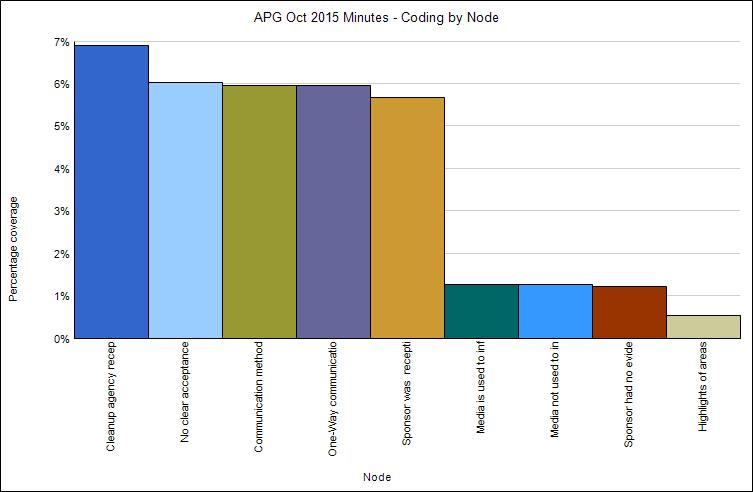 APG Oct 2015 Minutes - Coding by Node
7%
6%
5%
4%
3%
2%
1%
0%
Percentage coverage
Cleanup agency recep
No clear acceptance
Communication method
One-Way communicatio
Sponsor was  recepti
Media is used to inf
Media not used to in
Sponsor had no evide
Highlights of areas
Node